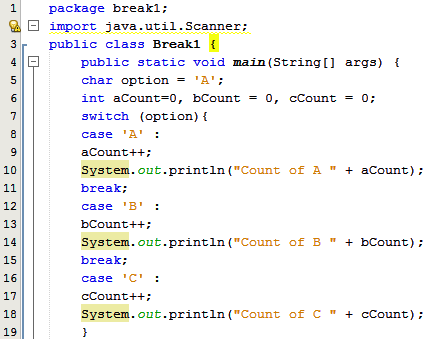 1 package break1;
2 import java.util.Scanner;
3 public class Break1 {
4 public static void main(String[] args) {
5 char option = 'A';
6 int aCount=0, bCount = 0, cCount = 0;
7 switch (option){
8 case 'A' :
9 aCount++;
10 System.out.println("Count of A " + aCount);
11 break;
12 case 'B' :
13 bCount++;
14 System.out.println("Count of B " + bCount);
15 break;
16 case 'C' :
17 cCount++;
18 System.out.println("Count of C " + cCount);
19 }